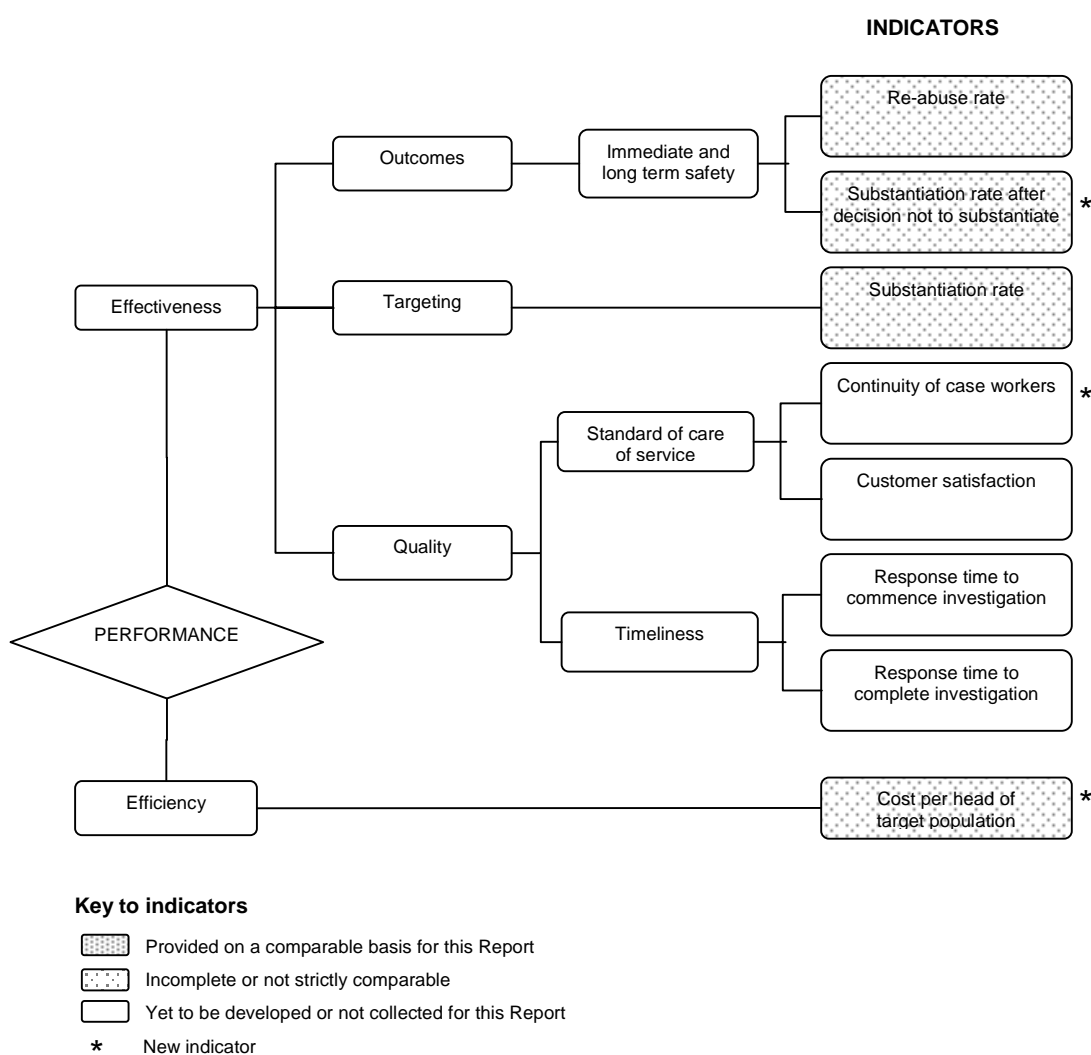 INDICATORS
Re-abuse rate
Outcomes
Immediate and
long term safety
Substantiation rate after
decision not to substantiate
*
Effectiveness
Targeting
Substantiation rate
Continuity of case workers
*
Standard of care
of service
Customer satisfaction
Quality
Response time to
commence investigation
PERFORMANCE
Timeliness
Response time to
complete investigation
Efficiency
Cost per head of
target population
*
Key to indicators
Provided on a comparable basis for this Report
Incomplete or not strictly comparable
Yet to be developed or not collected for this Report
* New indicator